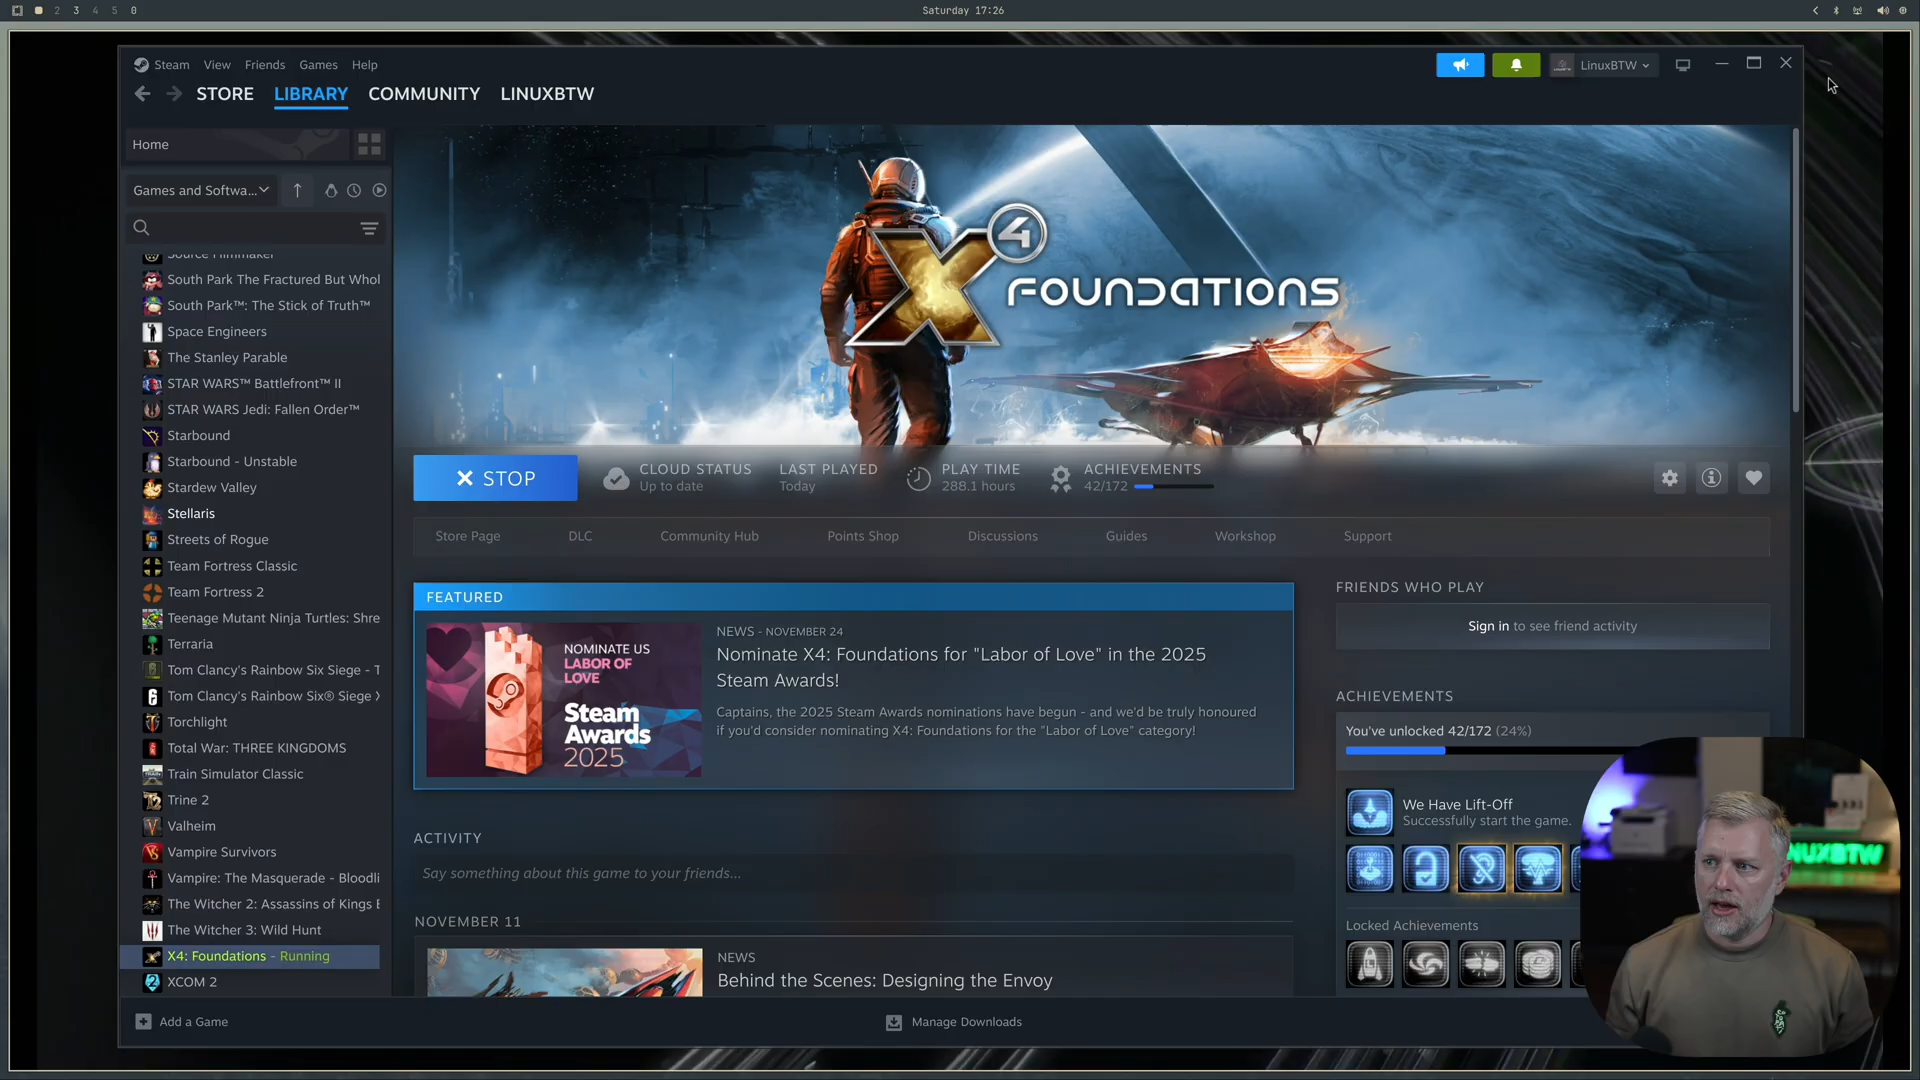 2 3 4 5 0
Saturday 17:26
Steam View Friends Games Help
LinuxBTW
STORE LIBRARY COMMUNITY LINUXBTW
Home
Games and Softwa...
Source Filmmaker
South Park The Fractured But Whol
South Park™: The Stick of Truth™
Space Engineers
The Stanley Parable
STAR WARS™ Battlefront™ II
STAR WARS Jedi: Fallen Order™
Starbound
Starbound - Unstable
Stardew Valley
Stellaris
Streets of Rogue
Team Fortress Classic
Team Fortress 2
Teenage Mutant Ninja Turtles: Shre
Terraria
Tom Clancy's Rainbow Six Siege - T
Tom Clancy's Rainbow Six® Siege X
Torchlight
Total War: THREE KINGDOMS
Train Simulator Classic
Trine 2
Valheim
Vampire Survivors
Vampire: The Masquerade - Bloodli
The Witcher 2: Assassins of Kings E
The Witcher 3: Wild Hunt
X4: Foundations - Running
XCOM 2
Add a Game
X4 FOUNDATIONS
STOP
CLOUD STATUS
Up to date
LAST PLAYED
Today
PLAY TIME
288.1 hours
ACHIEVEMENTS
42/172
Store Page DLC Community Hub Points Shop Discussions Guides Workshop Support
FEATURED
NOMINATE US
LABOR OF
LOVE
Steam
Awards
2025
NEWS - NOVEMBER 24
Nominate X4: Foundations for "Labor of Love" in the 2025
Steam Awards!
Captains, the 2025 Steam Awards nominations have begun - and we'd be truly honoured
if you'd consider nominating X4: Foundations for the "Labor of Love" category!
ACTIVITY
Say something about this game to your friends...
NOVEMBER 11
NEWS
Behind the Scenes: Designing the Envoy
FRIENDS WHO PLAY
Sign in to see friend activity
ACHIEVEMENTS
You've unlocked 42/172 (24%)
We Have Lift-Off
Successfully start the game.
Locked Achievements
Manage Downloads
INUXBTW